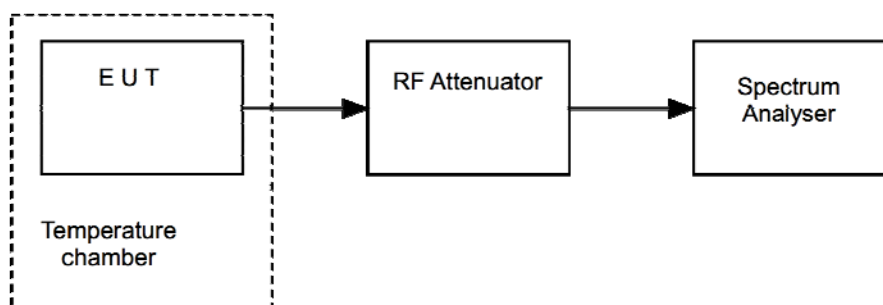 E U T
RF Attenuator
Spectrum
Analyser
Temperature
chamber